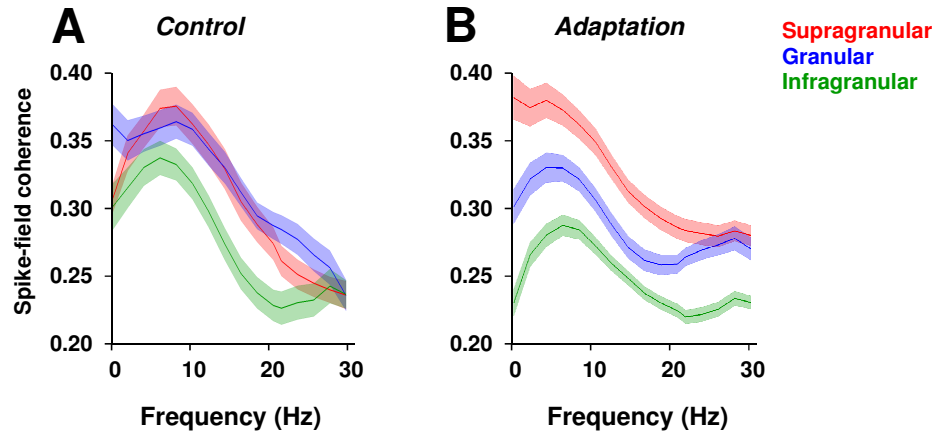 A
Control
B
Adaptation
Supragranular
Granular
Infragranular
Spike-field coherence
0.40
0.35
0.30
0.25
0.20
0
10
20
30
Frequency (Hz)
0.40
0.35
0.30
0.25
0.20
0
10
20
30
Frequency (Hz)